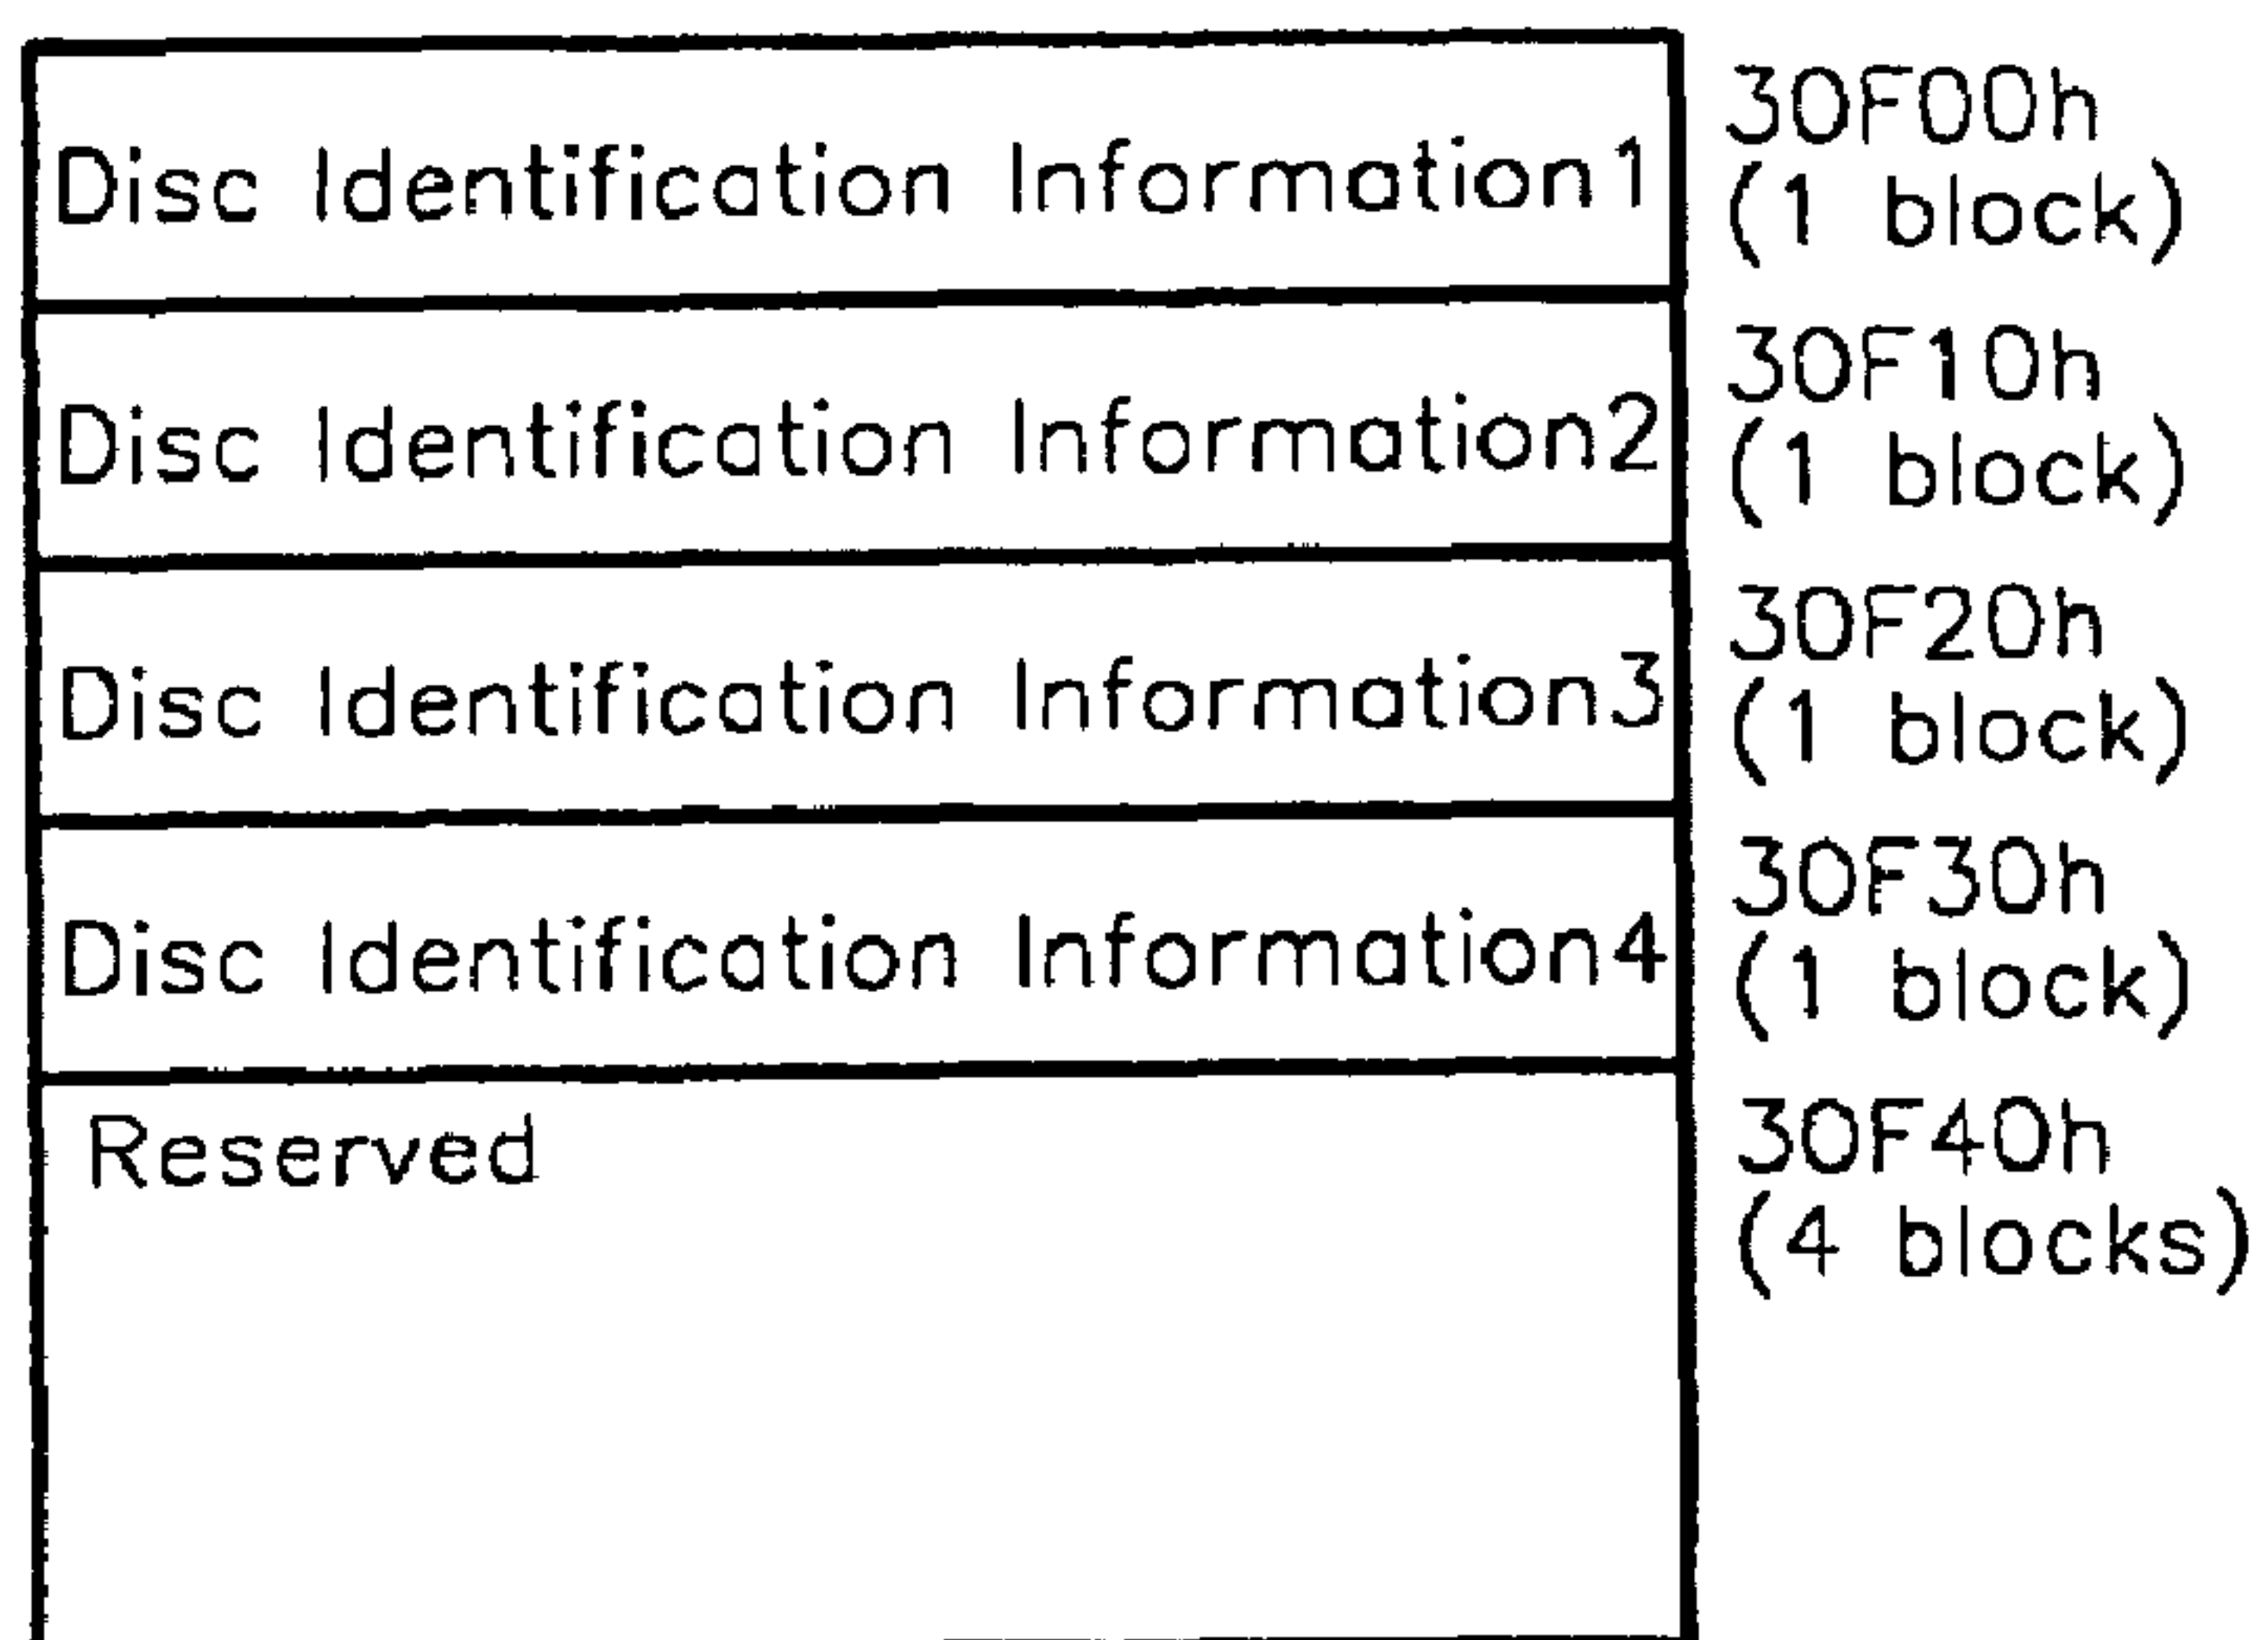 Disc Identification Information1
30F00h
(1 block)
Disc Identification Information2
30F10h
(1 block)
Disc Identification Information3
30F20h
(1 block)
Disc Identification Information4
30F30h
(1 block)
Reserved
30F40h
(4 blocks)